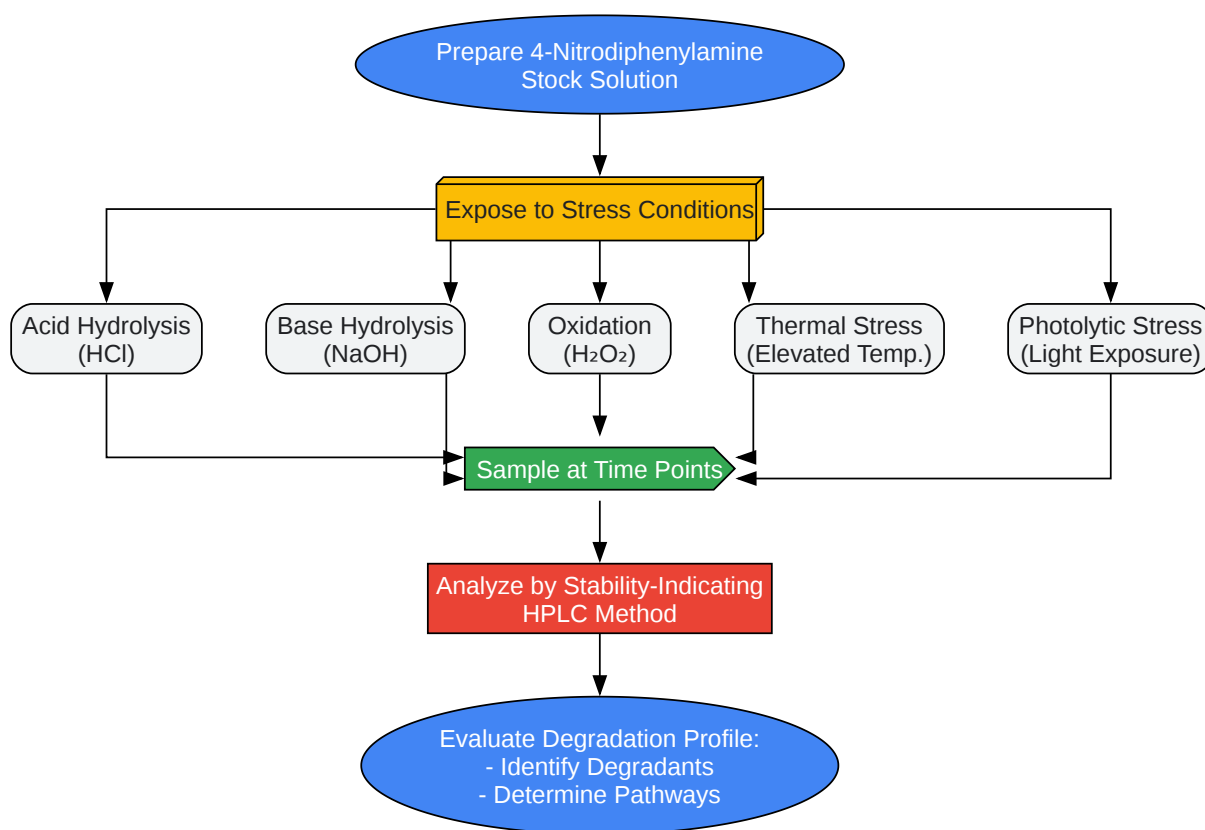 Prepare 4-Nitrodiphenylamine
Stock Solution
Expose to Stress Conditions
Acid Hydrolysis
(HCl)
Base Hydrolysis
(NaOH)
Oxidation
(H₂O₂)
Thermal Stress
(Elevated Temp.)
Photolytic Stress
(Light Exposure)
Sample at Time Points
Analyze by Stability-Indicating
HPLC Method
Evaluate Degradation Profile:
- Identify Degradants
- Determine Pathways